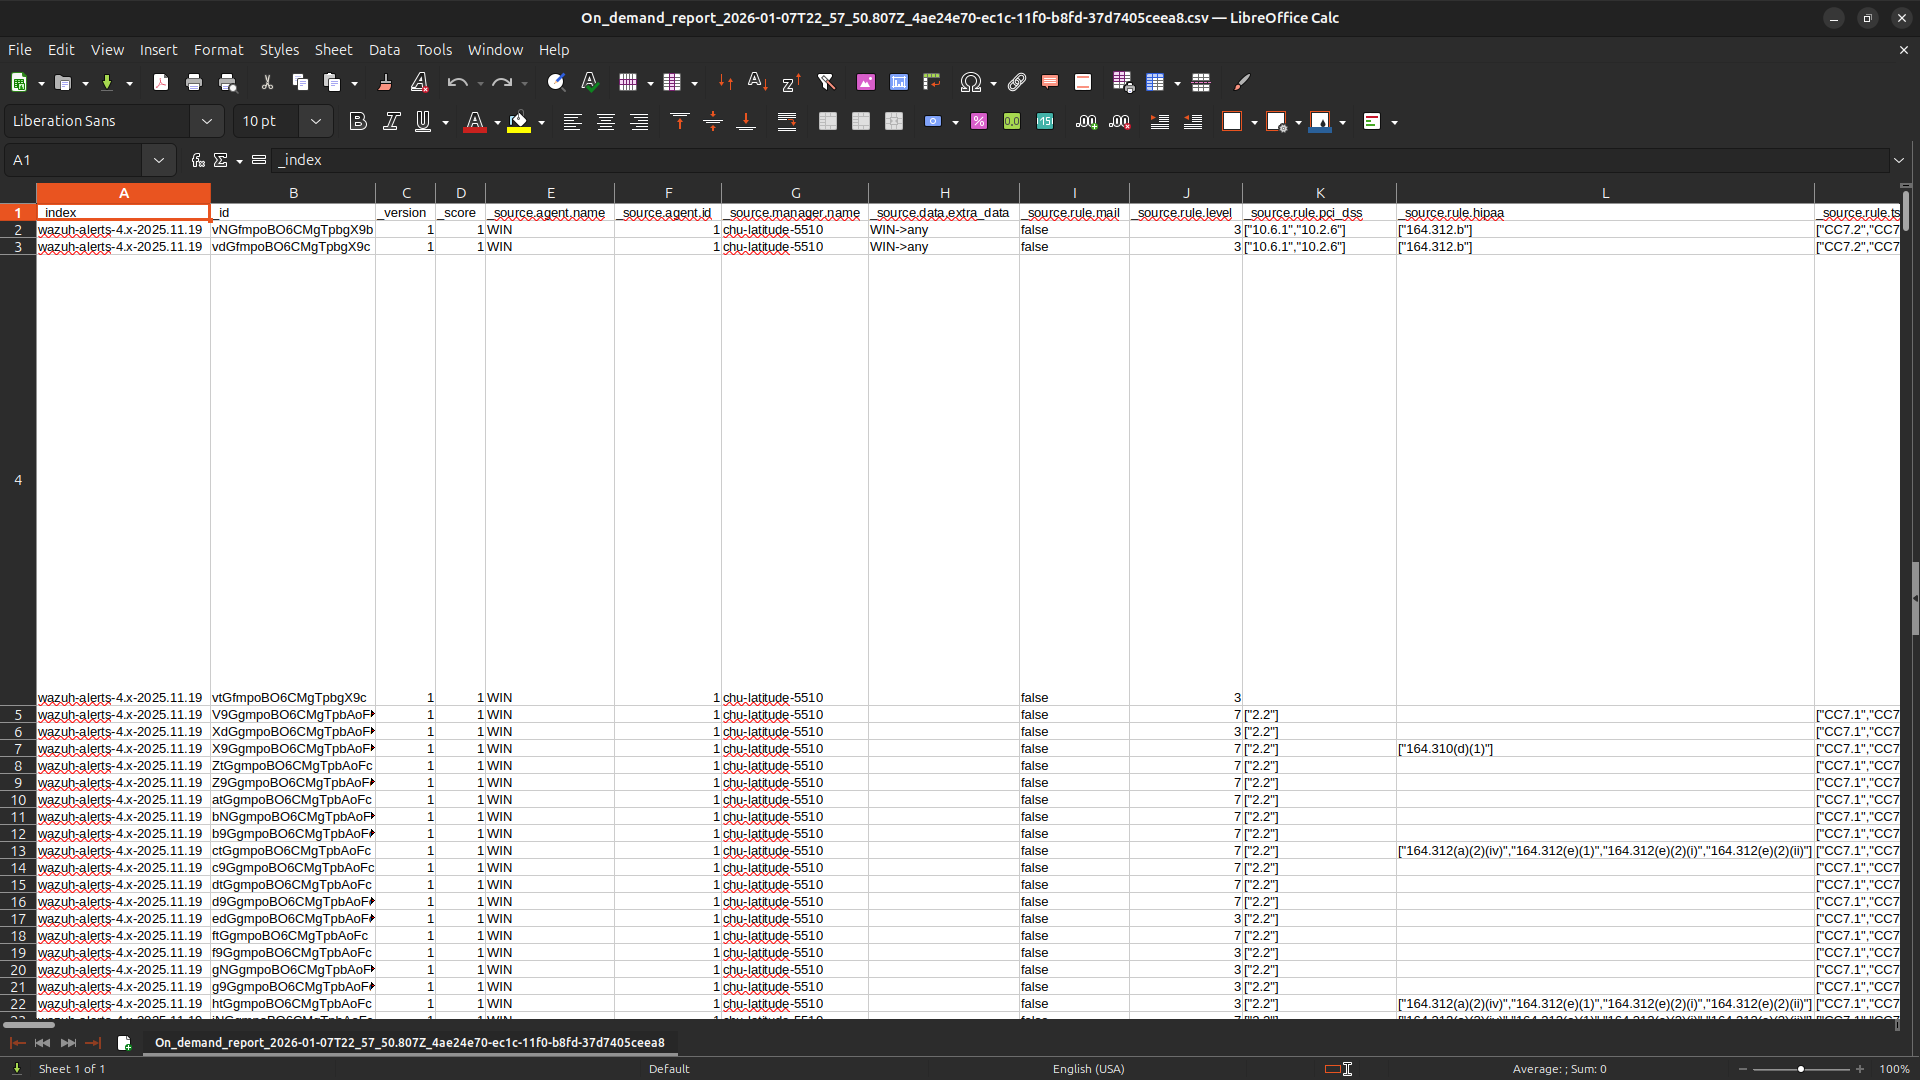 On_demand_report_2026-01-07T22_57_50.807Z_4ae24e70-ec1c-11f0-b8fd-37d7405ceea8.csv — LibreOffice Calc
File Edit View Insert Format Styles Sheet Data Tools Window Help
Liberation Sans 10 pt
A1 _index
A B C D E F G H I J K L
1 _index _id _version _score _source.agent.name _source.agent.id _source.manager.name _source.data.extra_data _source.rule.mail _source.rule.level _source.rule.pci_dss _source.rule.hipaa _source.rule.ts
2 wazuh-alerts-4.x-2025.11.19 vNGfmpoBO6CMgTpbgX9b 1 1 WIN 1 chu-latitude-5510 WIN->any false 3 ["10.6.1","10.2.6"] ["164.312.b"] ["CC7.2","CC7
3 wazuh-alerts-4.x-2025.11.19 vdGfmpoBO6CMgTpbgX9c 1 1 WIN 1 chu-latitude-5510 WIN->any false 3 ["10.6.1","10.2.6"] ["164.312.b"] ["CC7.2","CC7
4 wazuh-alerts-4.x-2025.11.19 vtGfmpoBO6CMgTpbgX9c 1 1 WIN 1 chu-latitude-5510 false 3
5 wazuh-alerts-4.x-2025.11.19 V9GgmpoBO6CMgTpbAoF 1 1 WIN 1 chu-latitude-5510 false 7 ["2.2"] ["CC7.1","CC7
6 wazuh-alerts-4.x-2025.11.19 XdGgmpoBO6CMgTpbAoF 1 1 WIN 1 chu-latitude-5510 false 3 ["2.2"] ["CC7.1","CC7
7 wazuh-alerts-4.x-2025.11.19 X9GgmpoBO6CMgTpbAoF 1 1 WIN 1 chu-latitude-5510 false 7 ["2.2"] ["164.310(d)(1)"] ["CC7.1","CC7
8 wazuh-alerts-4.x-2025.11.19 ZtGgmpoBO6CMgTpbAoFc 1 1 WIN 1 chu-latitude-5510 false 7 ["2.2"] ["CC7.1","CC7
9 wazuh-alerts-4.x-2025.11.19 Z9GgmpoBO6CMgTpbAoF 1 1 WIN 1 chu-latitude-5510 false 7 ["2.2"] ["CC7.1","CC7
10 wazuh-alerts-4.x-2025.11.19 atGgmpoBO6CMgTpbAoFc 1 1 WIN 1 chu-latitude-5510 false 7 ["2.2"] ["CC7.1","CC7
11 wazuh-alerts-4.x-2025.11.19 bNGgmpoBO6CMgTpbAoF 1 1 WIN 1 chu-latitude-5510 false 7 ["2.2"] ["CC7.1","CC7
12 wazuh-alerts-4.x-2025.11.19 b9GgmpoBO6CMgTpbAoF 1 1 WIN 1 chu-latitude-5510 false 7 ["2.2"] ["CC7.1","CC7
13 wazuh-alerts-4.x-2025.11.19 ctGgmpoBO6CMgTpbAoFc 1 1 WIN 1 chu-latitude-5510 false 7 ["2.2"] ["164.312(a)(2)(iv)","164.312(e)(1)","164.312(e)(2)(i)","164.312(e)(2)(ii)"] ["CC7.1","CC7
14 wazuh-alerts-4.x-2025.11.19 c9GgmpoBO6CMgTpbAoFc 1 1 WIN 1 chu-latitude-5510 false 7 ["2.2"] ["CC7.1","CC7
15 wazuh-alerts-4.x-2025.11.19 dtGgmpoBO6CMgTpbAoFc 1 1 WIN 1 chu-latitude-5510 false 7 ["2.2"] ["CC7.1","CC7
16 wazuh-alerts-4.x-2025.11.19 d9GgmpoBO6CMgTpbAoF 1 1 WIN 1 chu-latitude-5510 false 7 ["2.2"] ["CC7.1","CC7
17 wazuh-alerts-4.x-2025.11.19 edGgmpoBO6CMgTpbAoF 1 1 WIN 1 chu-latitude-5510 false 3 ["2.2"] ["CC7.1","CC7
18 wazuh-alerts-4.x-2025.11.19 ftGgmpoBO6CMgTpbAoFc 1 1 WIN 1 chu-latitude-5510 false 7 ["2.2"] ["CC7.1","CC7
19 wazuh-alerts-4.x-2025.11.19 f9GgmpoBO6CMgTpbAoFc 1 1 WIN 1 chu-latitude-5510 false 3 ["2.2"] ["CC7.1","CC7
20 wazuh-alerts-4.x-2025.11.19 gNGgmpoBO6CMgTpbAoF 1 1 WIN 1 chu-latitude-5510 false 3 ["2.2"] ["CC7.1","CC7
21 wazuh-alerts-4.x-2025.11.19 g9GgmpoBO6CMgTpbAoF 1 1 WIN 1 chu-latitude-5510 false 3 ["2.2"] ["CC7.1","CC7
22 wazuh-alerts-4.x-2025.11.19 htGgmpoBO6CMgTpbAoFc 1 1 WIN 1 chu-latitude-5510 false 3 ["2.2"] ["164.312(a)(2)(iv)","164.312(e)(1)","164.312(e)(2)(i)","164.312(e)(2)(ii)"] ["CC7.1","CC7
On_demand_report_2026-01-07T22_57_50.807Z_4ae24e70-ec1c-11f0-b8fd-37d7405ceea8
Sheet 1 of 1 Default English (USA) Average: ; Sum: 0 100%